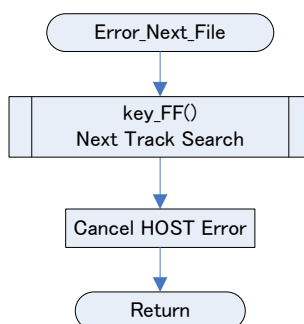 Error_Next_File
key_FF()
Next Track Search
Cancel HOST Error
Return